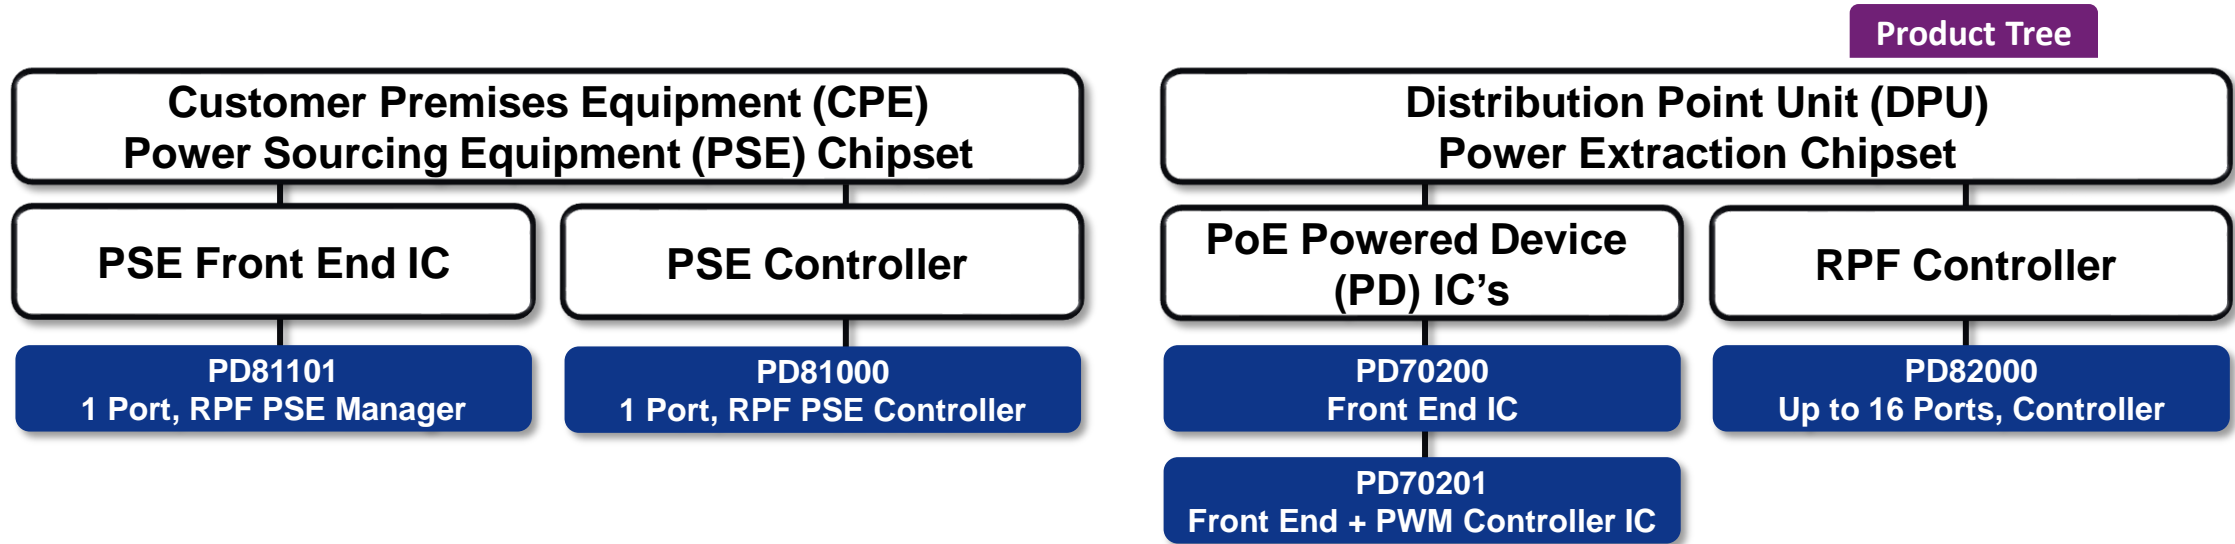 Product Tree
Customer Premises Equipment (CPE)
Power Sourcing Equipment (PSE) Chipset
PSE Front End IC
PD81101
1 Port, RPF PSE Manager
PSE Controller
PD81000
1 Port, RPF PSE Controller
Distribution Point Unit (DPU)
Power Extraction Chipset
PoE Powered Device
(PD) IC’s
PD70200
Front End IC
PD70201
Front End + PWM Controller IC
RPF Controller
PD82000
Up to 16 Ports, Controller